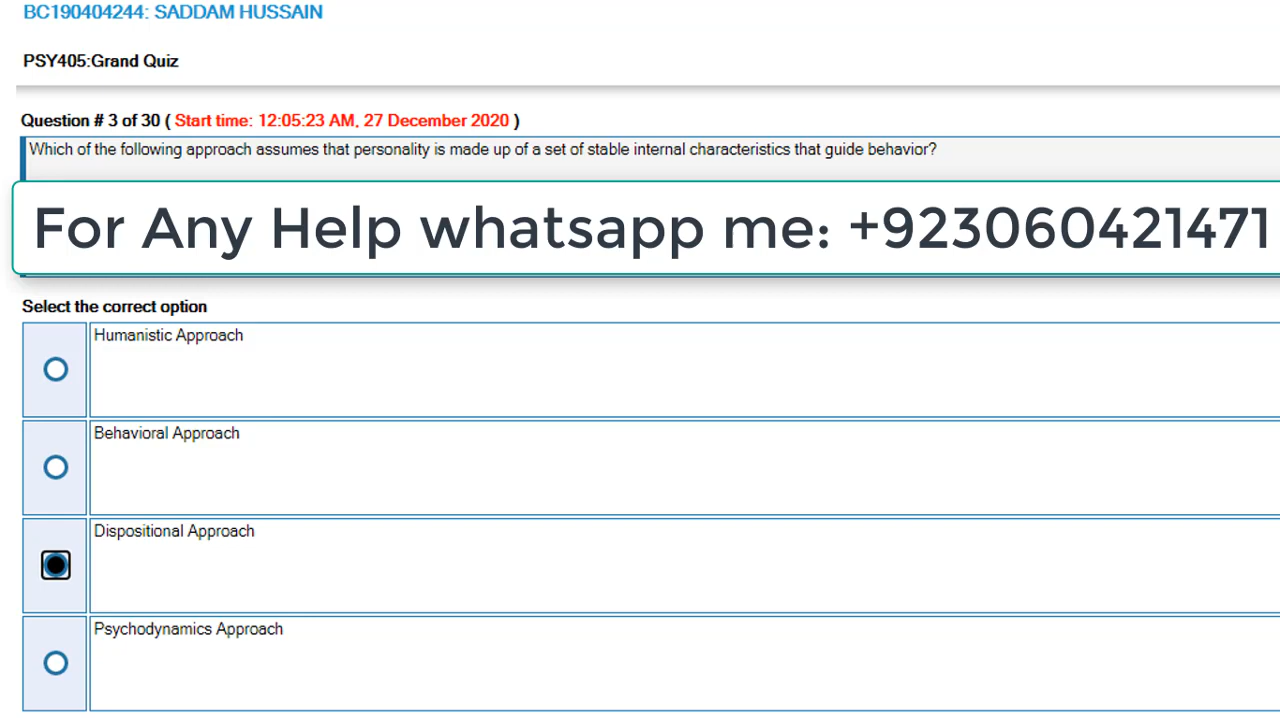 BC190404244: SADDAM HUSSAIN
PSY405:Grand Quiz
Question # 3 of 30 ( Start time: 12:05:23 AM, 27 December 2020 )
Which of the following approach assumes that personality is made up of a set of stable internal characteristics that guide behavior?
For Any Help whatsapp me: +923060421471
Select the correct option
Humanistic Approach
Behavioral Approach
Dispositional Approach
Psychodynamics Approach